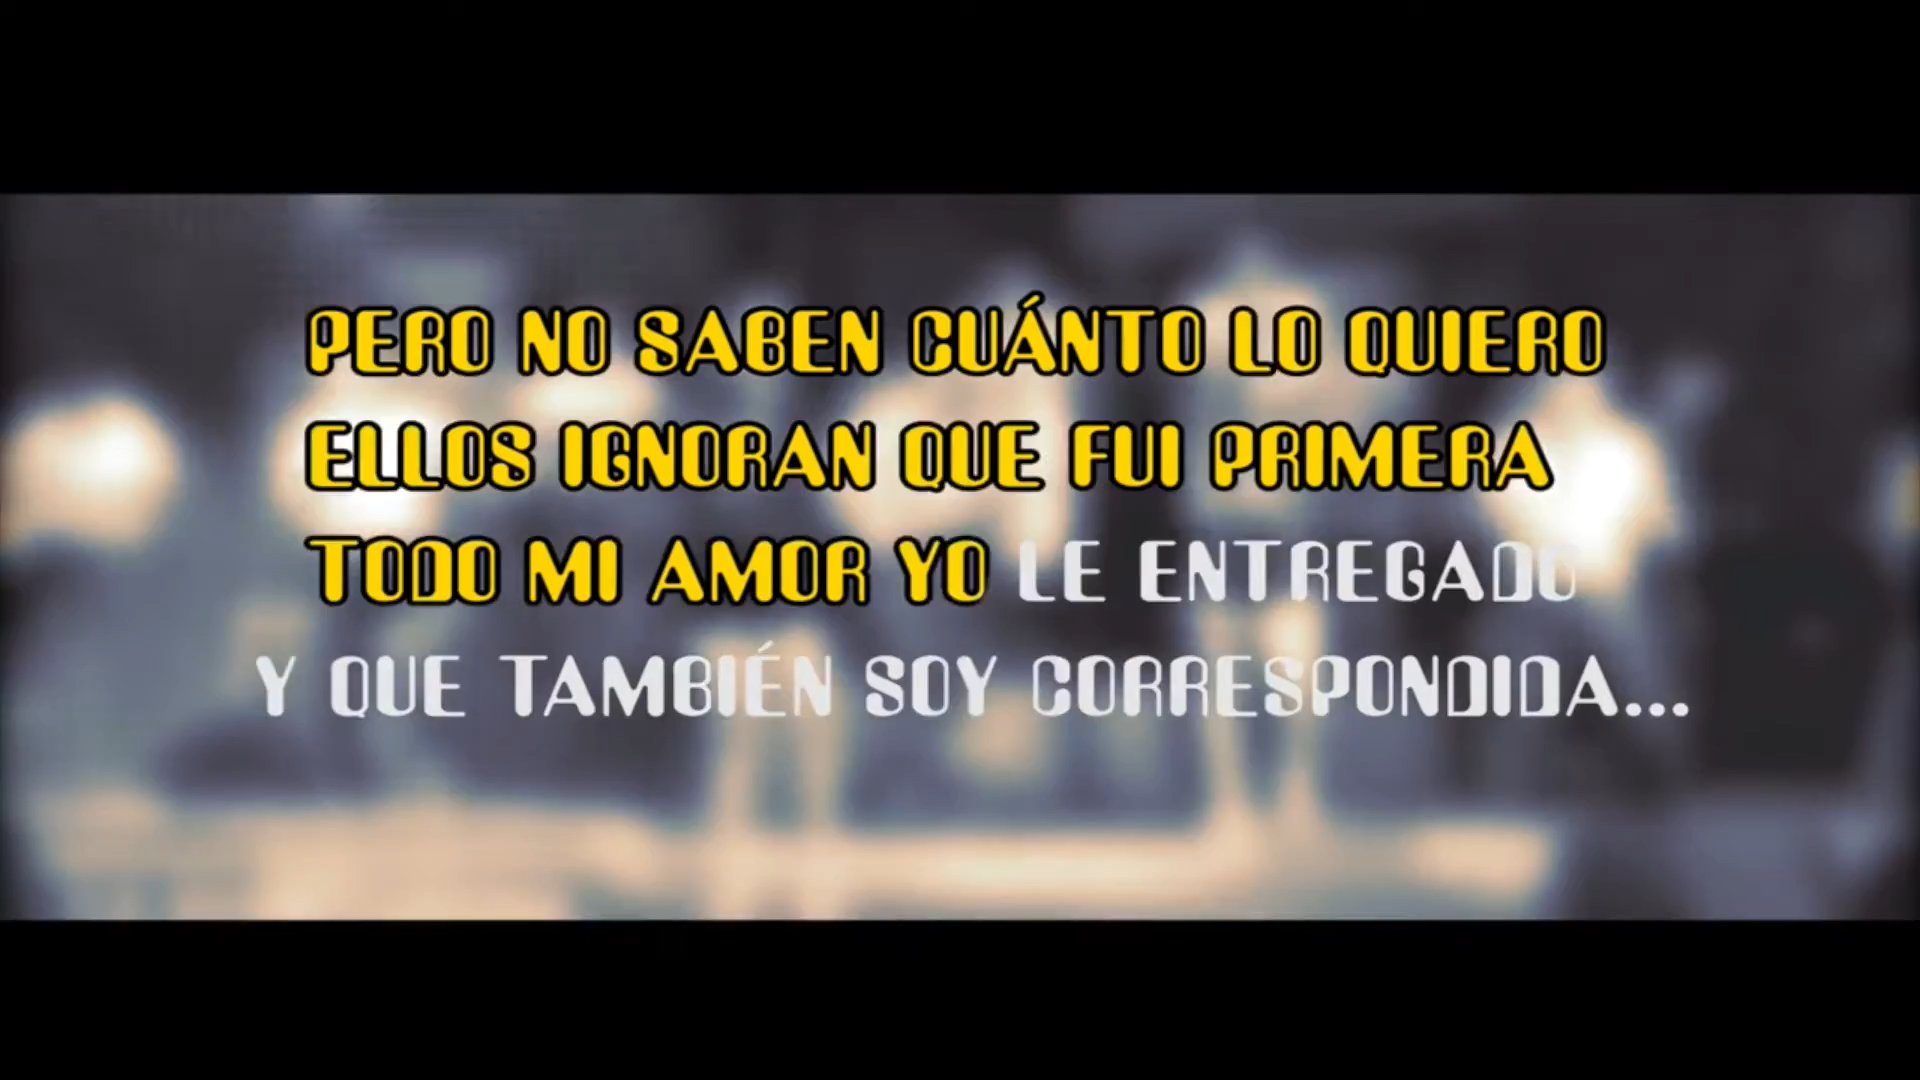 PERO NO SABEN CUÁNTO LO QUIERO
ELLOS IGNORAN QUE FUI PRIMERA
TODO MI AMOR YO LE ENTREGADO
Y QUE TAMBIÉN SOY CORRESPONDIDA...